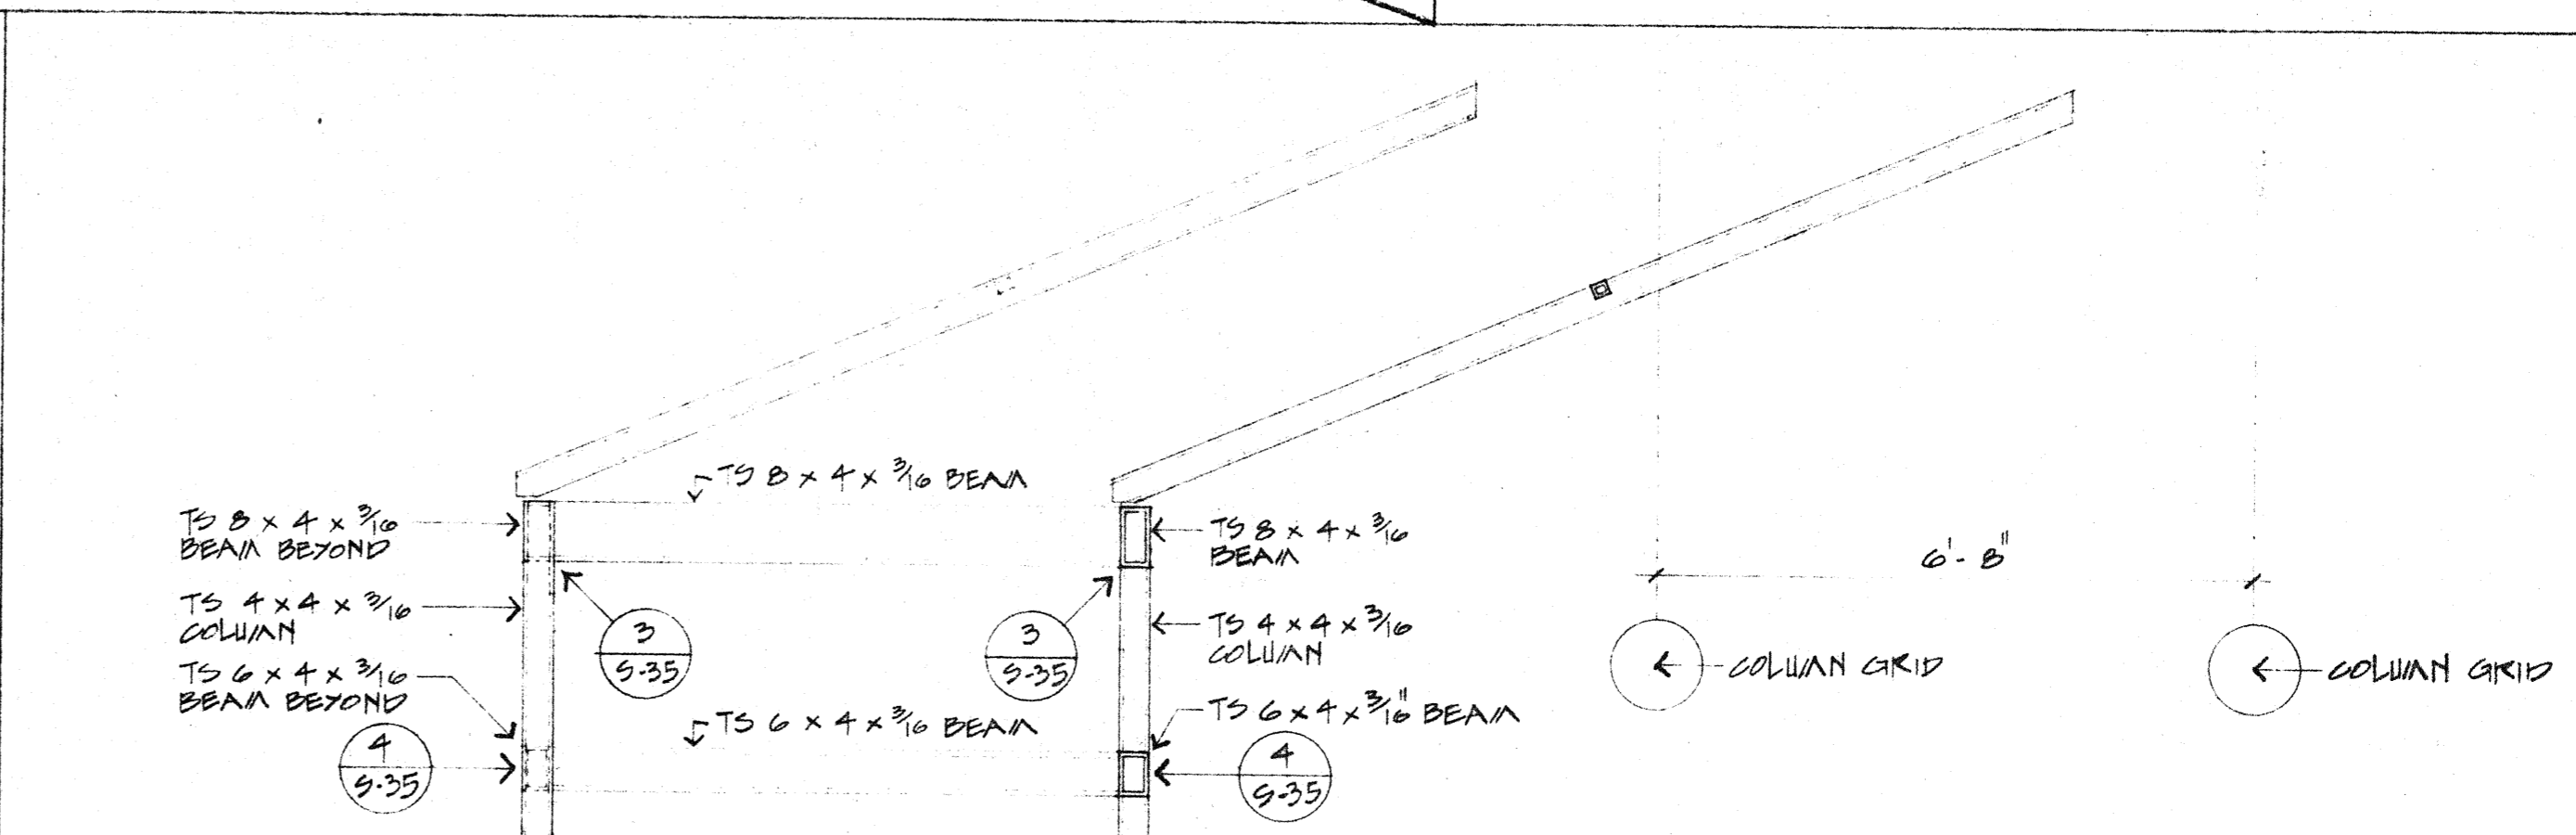 TS 8 x 4 x 3/16 BEAM
TS 8 x 4 x 3/16
BEAM BEYOND
TS 4 x 4 x 3/16
COLUMN
TS 6 x 4 x 3/16
BEAM BEYOND
4
S-35
3
S-35
TS 6 x 4 x 3/16 BEAM
3
S-35
TS 8 x 4 x 3/16
BEAM
TS 4 x 4 x 3/16
COLUMN
TS 6 x 4 x 3/16" BEAM
4
S-35
6'-8"
COLUMN GRID
COLUMN GRID